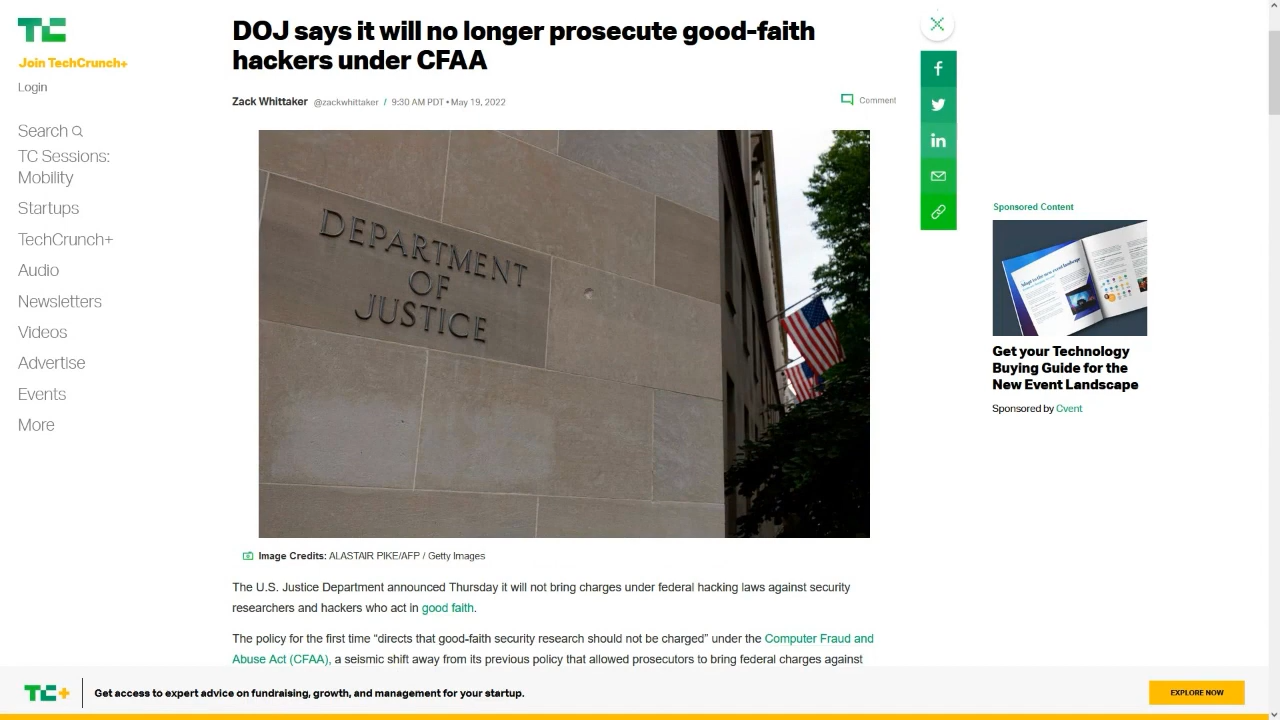 TC
Join TechCrunch+
Login
Search
TC Sessions:
Mobility
Startups
TechCrunch+
Audio
Newsletters
Videos
Advertise
Events
More
DOJ says it will no longer prosecute good-faith
hackers under CFAA
Zack Whittaker @zackwhittaker / 9:30 AM PDT • May 19, 2022
Comment
DEPARTMENT
OF
JUSTICE
Image Credits: ALASTAIR PIKE/AFP / Getty Images
The U.S. Justice Department announced Thursday it will not bring charges under federal hacking laws against security
researchers and hackers who act in good faith.
The policy for the first time “directs that good-faith security research should not be charged” under the Computer Fraud and
Abuse Act (CFAA), a seismic shift away from its previous policy that allowed prosecutors to bring federal charges against
f
in
Sponsored Content
Get your Technology
Buying Guide for the
New Event Landscape
Sponsored by Cvent
TC+
Get access to expert advice on fundraising, growth, and management for your startup.
EXPLORE NOW